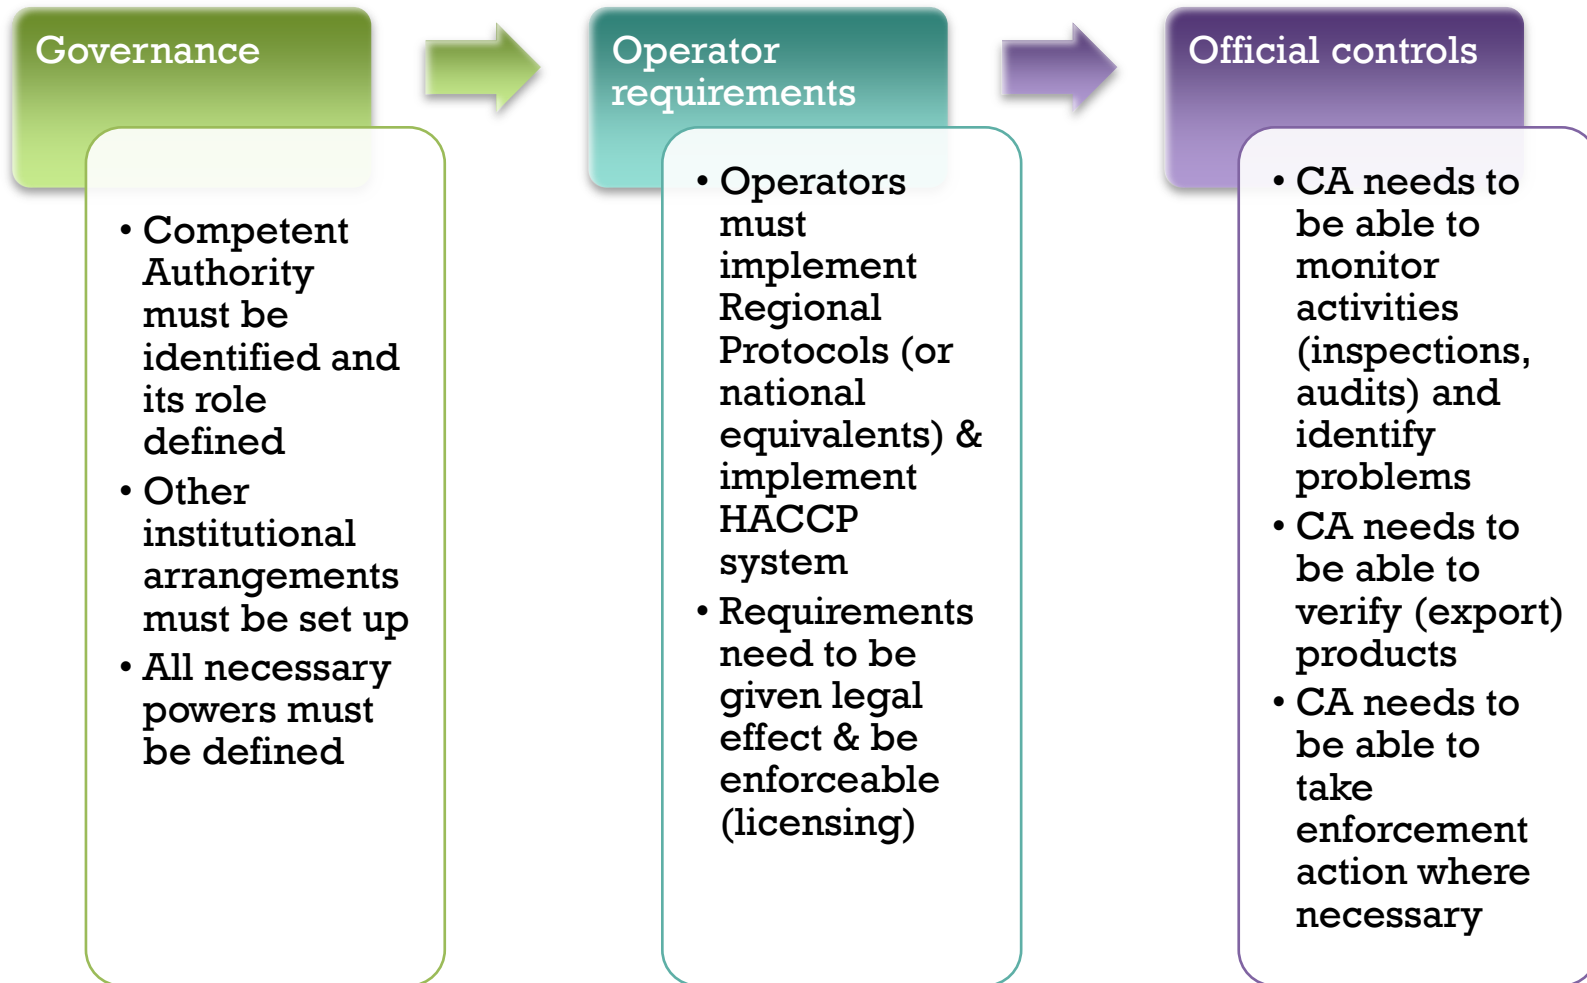 Governance
• Competent
Authority
must be
identified and
its role
defined
• Other
institutional
arrangements
must be set up
• All necessary
powers must
be defined
Operator
requirements
• Operators
must
implement
Regional
Protocols (or
national
equivalents) &
implement
HACCP
system
• Requirements
need to be
given legal
effect & be
enforceable
(licensing)
Official controls
• CA needs to
be able to
monitor
activities
(inspections,
audits) and
identify
problems
• CA needs to
be able to
verify (export)
products
• CA needs to
be able to
take
enforcement
action where
necessary